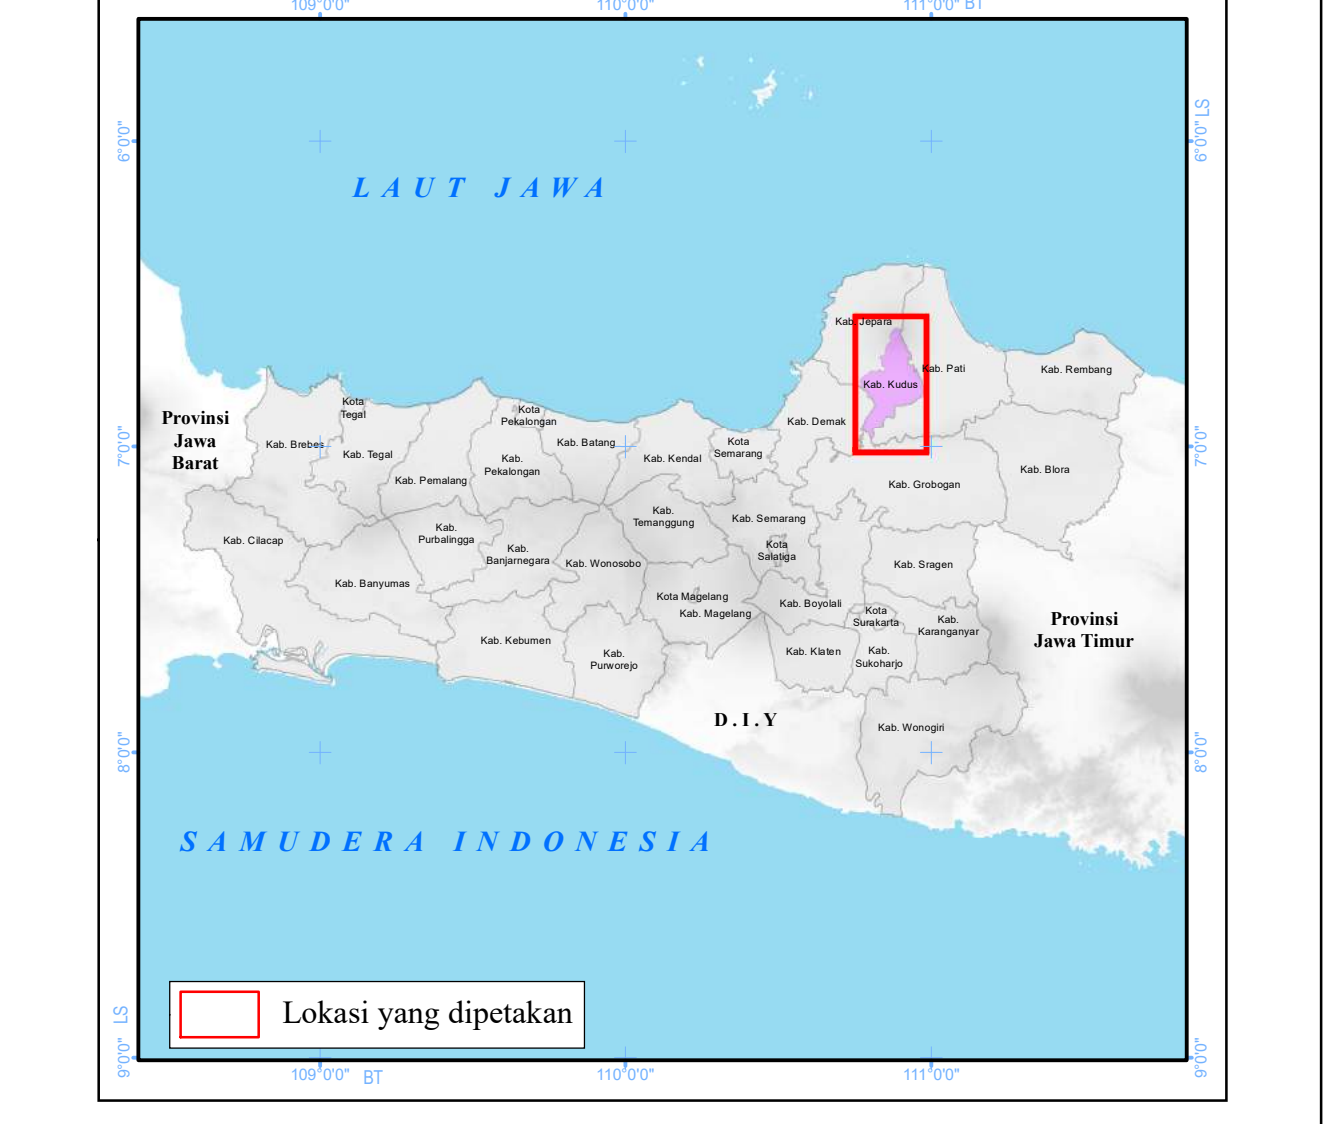 109°0'0"
110°0'0"
111°0'0" BT
6°0'0"
6°0'0" LS
LAUT JAWA
Kab. Jepara
Kab. Pati
Kab. Rembang
Kab. Kudus
Kota
Tegal
Kota
Pekalongan
Provinsi
Jawa
Barat
Kab. Demak
Kab. Brebes
Kab. Tegal
Kab. Batang
Kota
Semarang
Kab. Kendal
7°0'0"
7°0'0"
Kab.
Pekalongan
Kab. Pemalang
Kab. Grobogan
Kab. Blora
Kab.
Temanggung
Kab. Semarang
Kab. Cilacap
Kab.
Purbalingga
Kab.
Banjarnegara
Kab. Wonosobo
Kota
Salatiga
Kab. Sragen
Kab. Banyumas
Kota Magelang
Kab. Magelang
Kab. Boyolali
Kota
Surakarta
Kab.
Karanganyar
Provinsi
Jawa Timur
Kab. Kebumen
Kab.
Purworejo
Kab. Klaten
Kab.
Sukoharjo
D.I.Y
Kab. Wonogiri
8°0'0"
8°0'0"
SAMUDERA INDONESIA
Lokasi yang dipetakan
9°0'0" LS
9°0'0"
109°0'0" BT
110°0'0"
111°0'0"